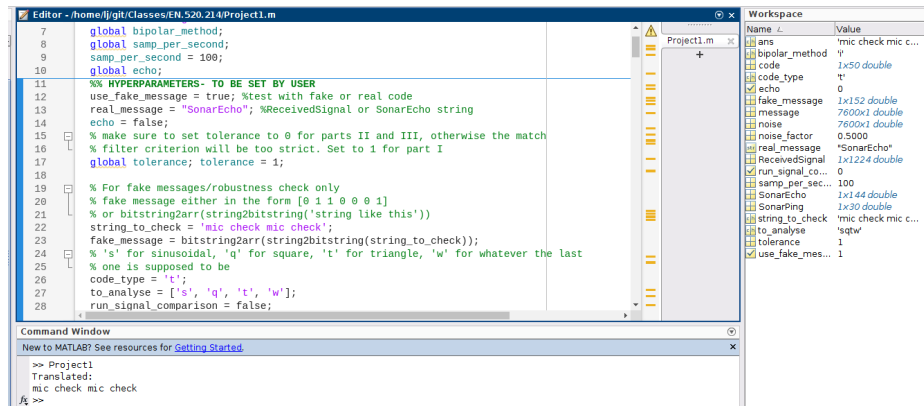 Editor - /home/lj/git/Classes/EN.520.214/Project1.m
7 global bipolar_method;
8 global samp_per_second;
9 samp_per_second = 100;
10 global echo;
11 %% HYPERPARAMETERS- TO BE SET BY USER
12 use_fake_message = true; %test with fake or real code
13 real_message = "SonarEcho"; %ReceivedSignal or SonarEcho string
14 echo = false;
15 % make sure to set tolerance to 0 for parts II and III, otherwise the match
16 % filter criterion will be too strict. Set to 1 for part I
17 global tolerance; tolerance = 1;
18
19 % For fake messages/robustness check only
20 % fake message either in the form [0 1 1 0 0 0 1]
21 % or bitstring2arr(string2bitstring('string like this'))
22 string_to_check = 'mic check mic check';
23 fake_message = bitstring2arr(string2bitstring(string_to_check));
24 % 's' for sinusoidal, 'q' for square, 't' for triangle, 'w' for whatever the last
25 % one is supposed to be
26 code_type = 't';
27 to_analyse = ['s', 'q', 't', 'w'];
28 run_signal_comparison = false;
Project1.m
+
Command Window
New to MATLAB? See resources for Getting Started.
>> Project1
Translated:
mic check mic check
fx >>
Workspace
Name Value
ans 'mic check mic c...
bipolar_method 'i'
code 1x50 double
code_type 't'
echo 0
fake_message 1x152 double
message 7600x1 double
noise 7600x1 double
noise_factor 0.5000
real_message "SonarEcho"
ReceivedSignal 1x1224 double
run_signal_co... 0
samp_per_sec... 100
SonarEcho 1x144 double
SonarPing 1x30 double
string_to_check 'mic check mic c...
to_analyse 'sqtw'
tolerance 1
use_fake_mes... 1